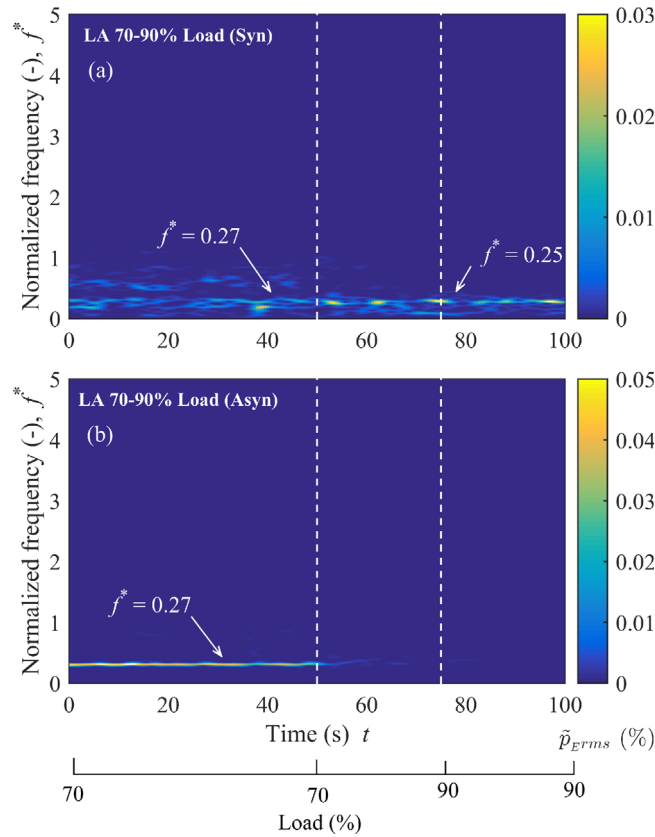 LA 70-90% Load (Syn)
(a)
Normalized frequency (-), f*
5
4
3
2
1
0
f* = 0.27
f* = 0.25
0 20 40 60 80 100
0.03
0.02
0.01
0
LA 70-90% Load (Asyn)
(b)
Normalized frequency (-), f*
5
4
3
2
1
0
f* = 0.27
0 20 40 60 80 100
0.05
0.04
0.03
0.02
0.01
0
Time (s) t
p̃Erms (%)
70 70 90 90
Load (%)